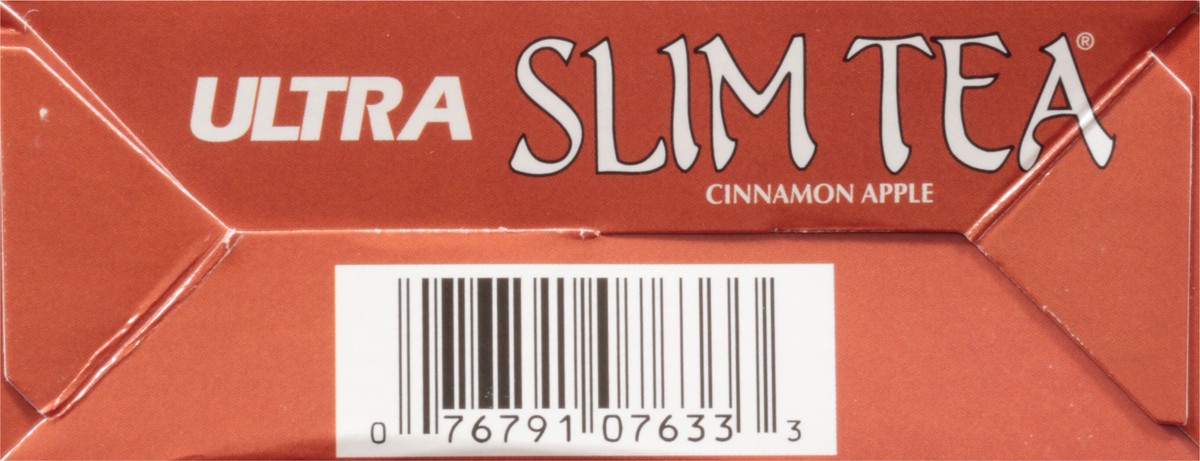 ULTRA SLIM TEA®
CINNAMON APPLE
0 76791 07633 3